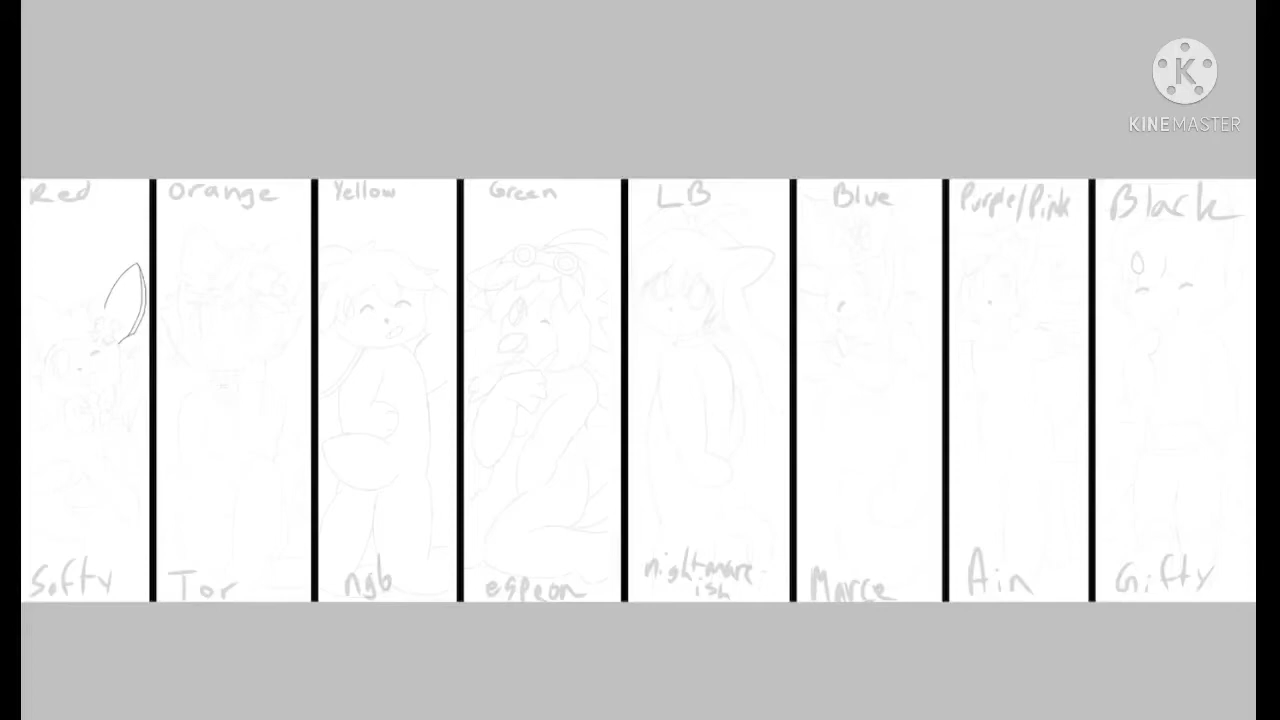 K
KINEMASTER
Red
Orange
Yellow
Green
LB
Blue
Purple/Pink
Black
Softy
Tor
ngb
espeon
nightmare-
ish
Marce
Ain
Gifty